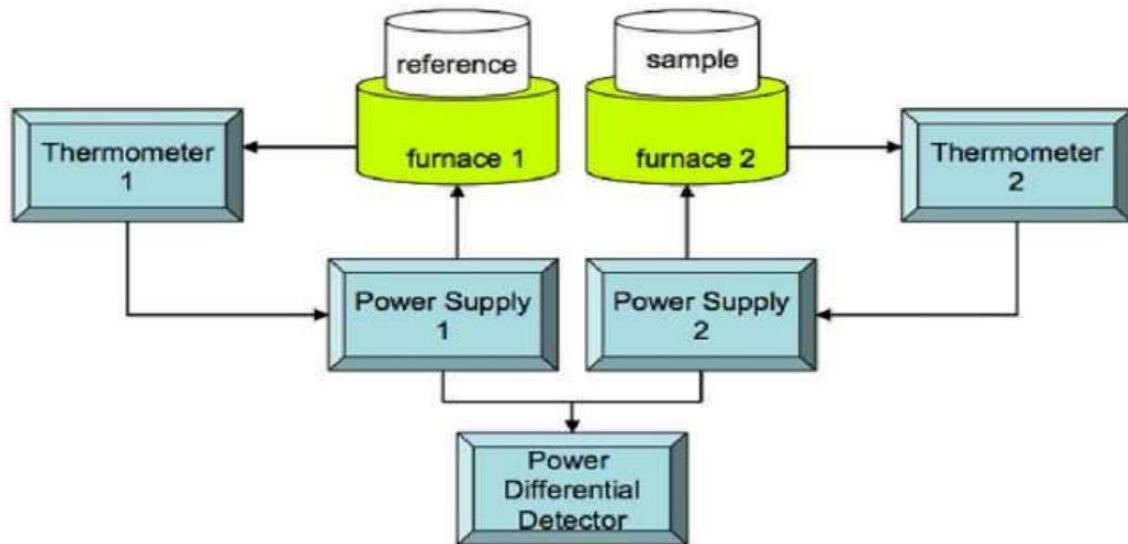 reference
sample
furnace 1
furnace 2
Thermometer
1
Thermometer
2
Power Supply
1
Power Supply
2
Power
Differential
Detector